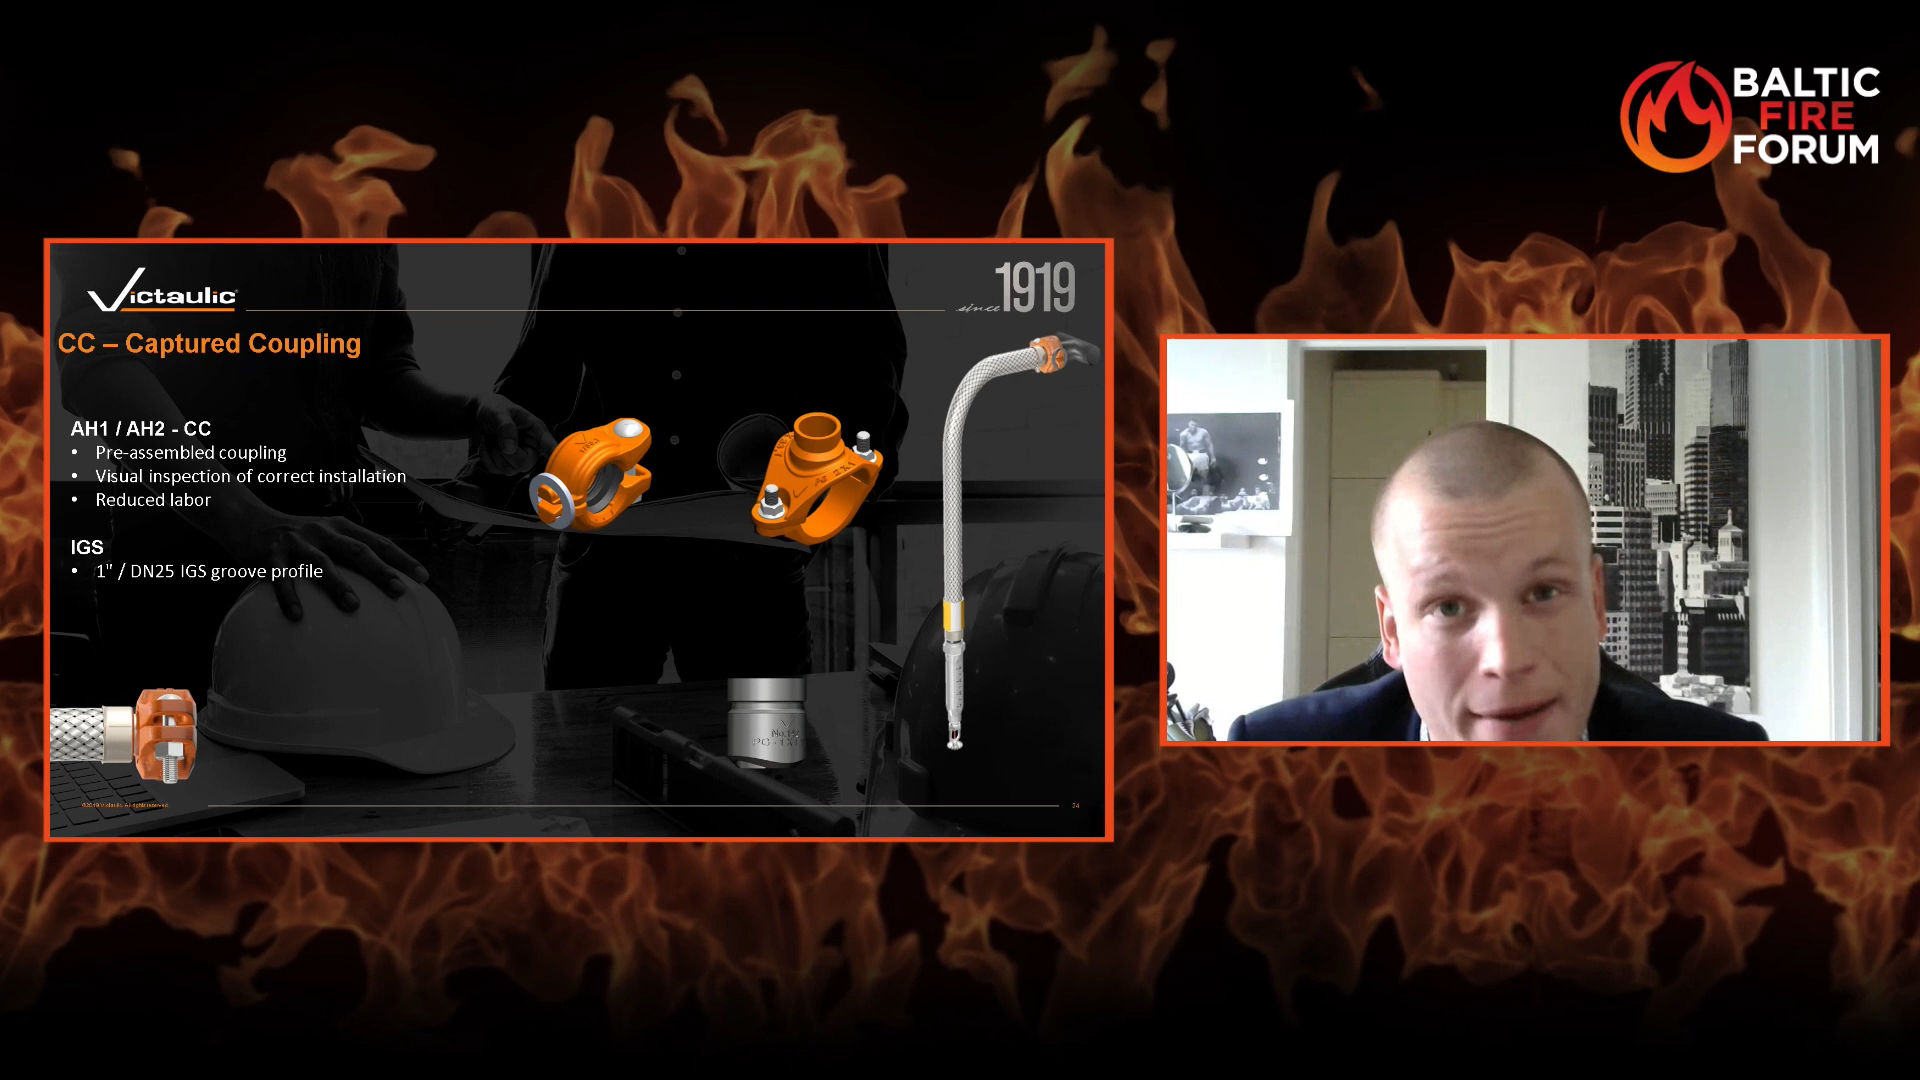 BALTIC
FIRE
FORUM
Victaulic
since 1919
CC – Captured Coupling
AH1 / AH2 - CC
• Pre-assembled coupling
• Visual inspection of correct installation
• Reduced labor
IGS
• 1" / DN25 IGS groove profile
24